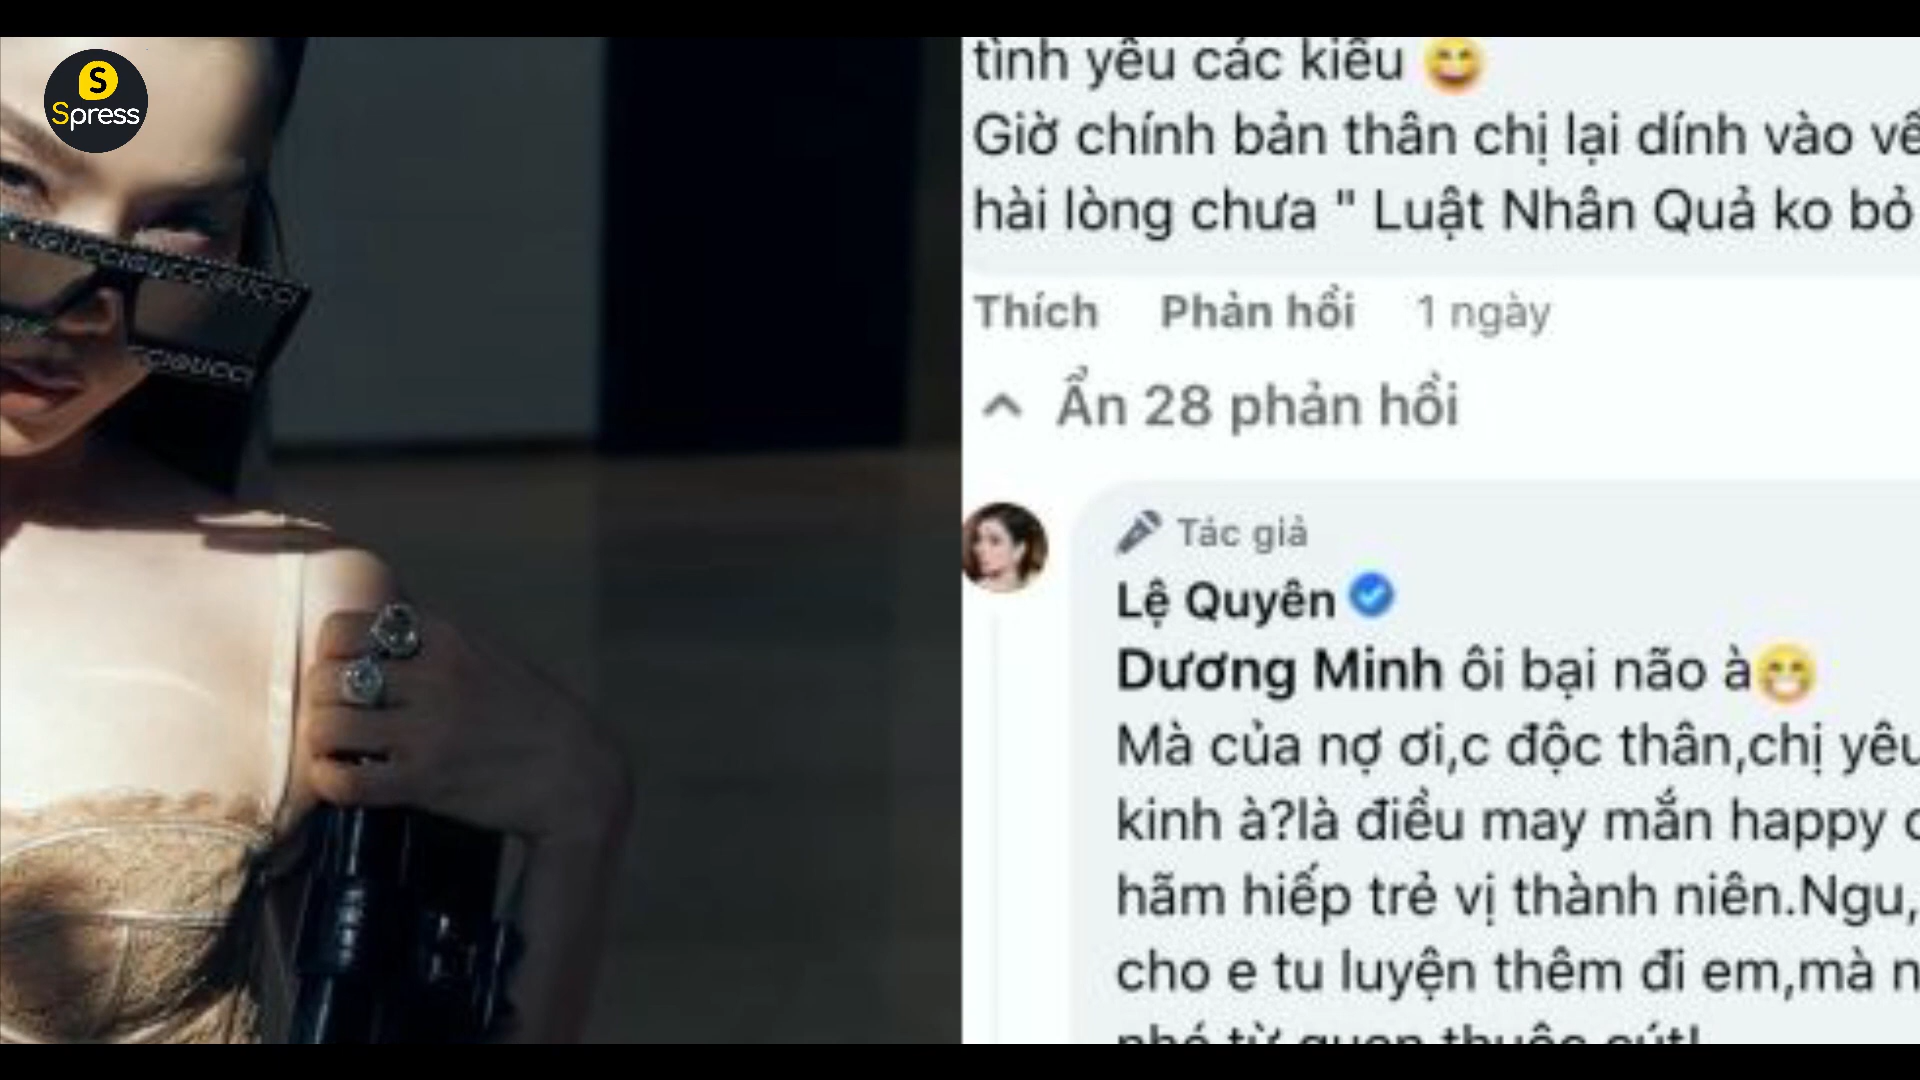 S
Spress
tình yêu các kiểu
Giờ chính bản thân chị lại dính vào
hài lòng chưa " Luật Nhân Quả ko bỏ
Thích Phản hồi 1 ngày
Ẩn 28 phản hồi
Tác giả
Lệ Quyên
Dương Minh ôi bại não à
Mà của nợ ơi,c độc thân,chị yêu
kinh à?là điều may mắn happy
hãm hiếp trẻ vị thành niên.Ngu,
cho e tu luyện thêm đi em,mà